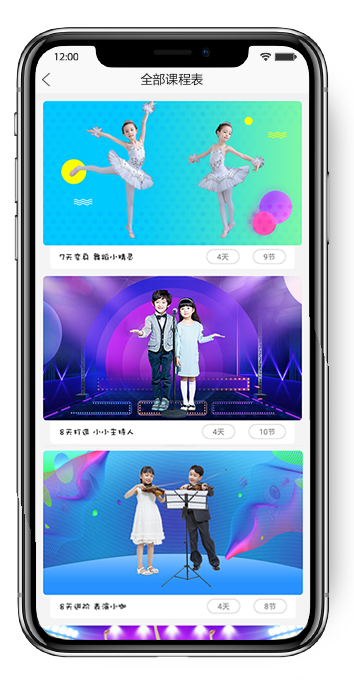 12:00
全部课程表
7天变身 舞蹈小精灵
4天
9节
8天打造 小小主持人
4天
10节
8天进阶 表演小咖
4天
8节